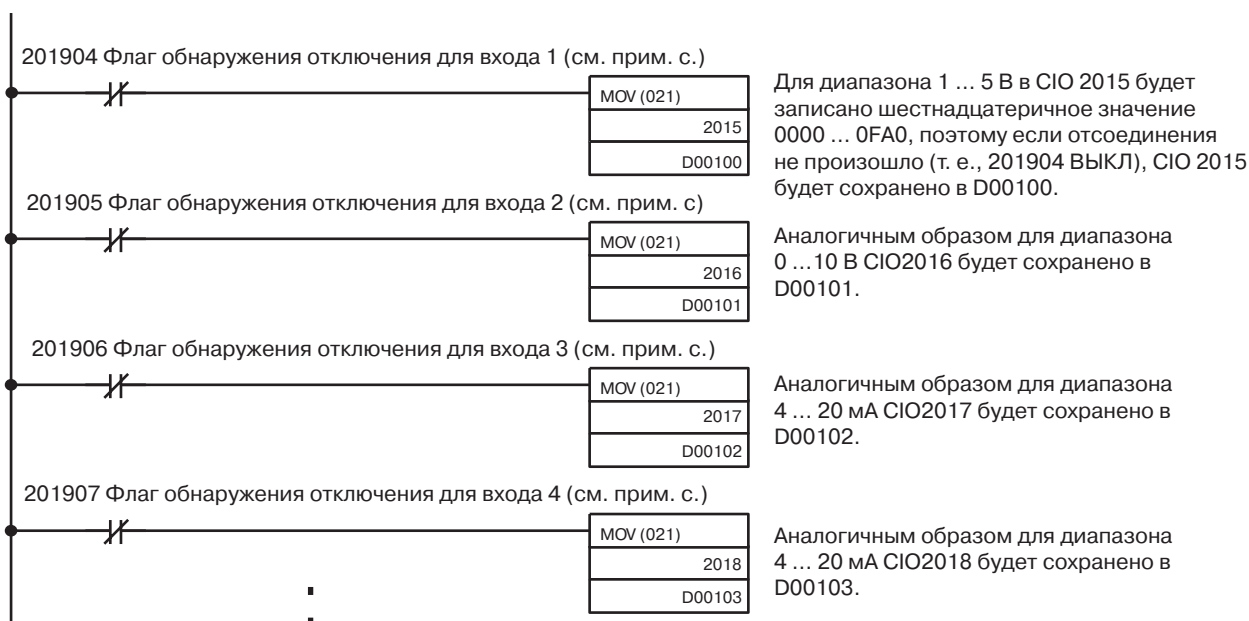 201904 Флаг обнаружения отключения для входа 1 (см. прим. с.)
MOV (021)
2015
D00100
Для диапазона 1 ... 5 В в CIO 2015 будет
записано шестнадцатеричное значение
0000 ... 0FA0, поэтому если отсоединения
не произошло (т. е., 201904 ВЫКЛ), CIO 2015
будет сохранено в D00100.
201905 Флаг обнаружения отключения для входа 2 (см. прим. с)
MOV (021)
2016
D00101
Аналогичным образом для диапазона
0 ...10 В CIO2016 будет сохранено в
D00101.
201906 Флаг обнаружения отключения для входа 3 (см. прим. с.)
MOV (021)
2017
D00102
Аналогичным образом для диапазона
4 ... 20 мА CIO2017 будет сохранено в
D00102.
201907 Флаг обнаружения отключения для входа 4 (см. прим. с.)
MOV (021)
2018
D00103
Аналогичным образом для диапазона
4 ... 20 мА CIO2018 будет сохранено в
D00103.